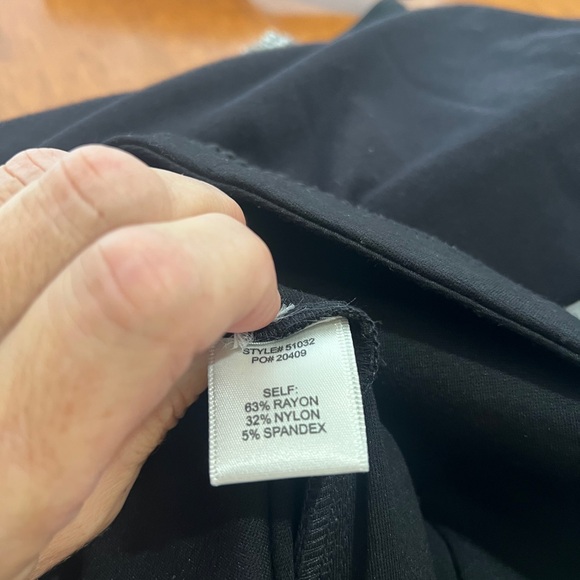 STYLE# 51032
PO# 20409
SELF:
63% RAYON
32% NYLON
5% SPANDEX